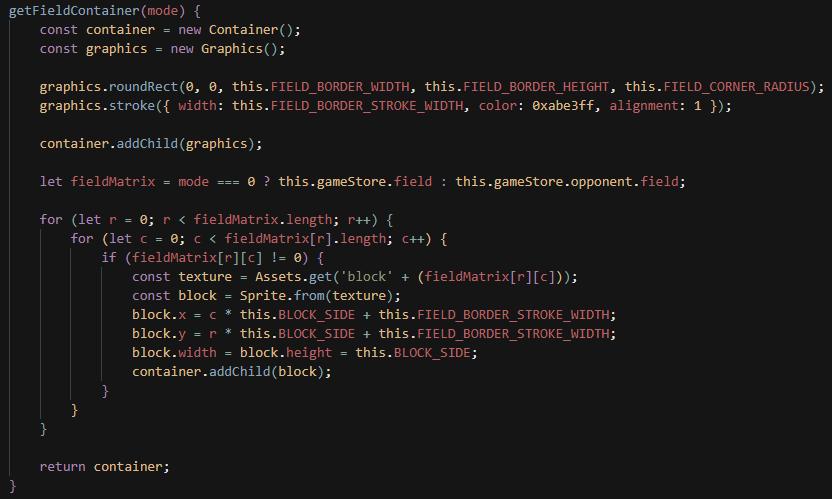 getFieldContainer(mode) {
const container = new Container();
const graphics = new Graphics();
graphics.roundRect(0, 0, this.FIELD_BORDER_WIDTH, this.FIELD_BORDER_HEIGHT, this.FIELD_CORNER_RADIUS);
graphics.stroke({ width: this.FIELD_BORDER_STROKE_WIDTH, color: 0xabe3ff, alignment: 1 });
container.addChild(graphics);
let fieldMatrix = mode === 0 ? this.gameStore.field : this.gameStore.opponent.field;
for (let r = 0; r < fieldMatrix.length; r++) {
for (let c = 0; c < fieldMatrix[r].length; c++) {
if (fieldMatrix[r][c] != 0) {
const texture = Assets.get('block' + (fieldMatrix[r][c]));
const block = Sprite.from(texture);
block.x = c * this.BLOCK_SIDE + this.FIELD_BORDER_STROKE_WIDTH;
block.y = r * this.BLOCK_SIDE + this.FIELD_BORDER_STROKE_WIDTH;
block.width = block.height = this.BLOCK_SIDE;
container.addChild(block);
}
}
}
return container;
}